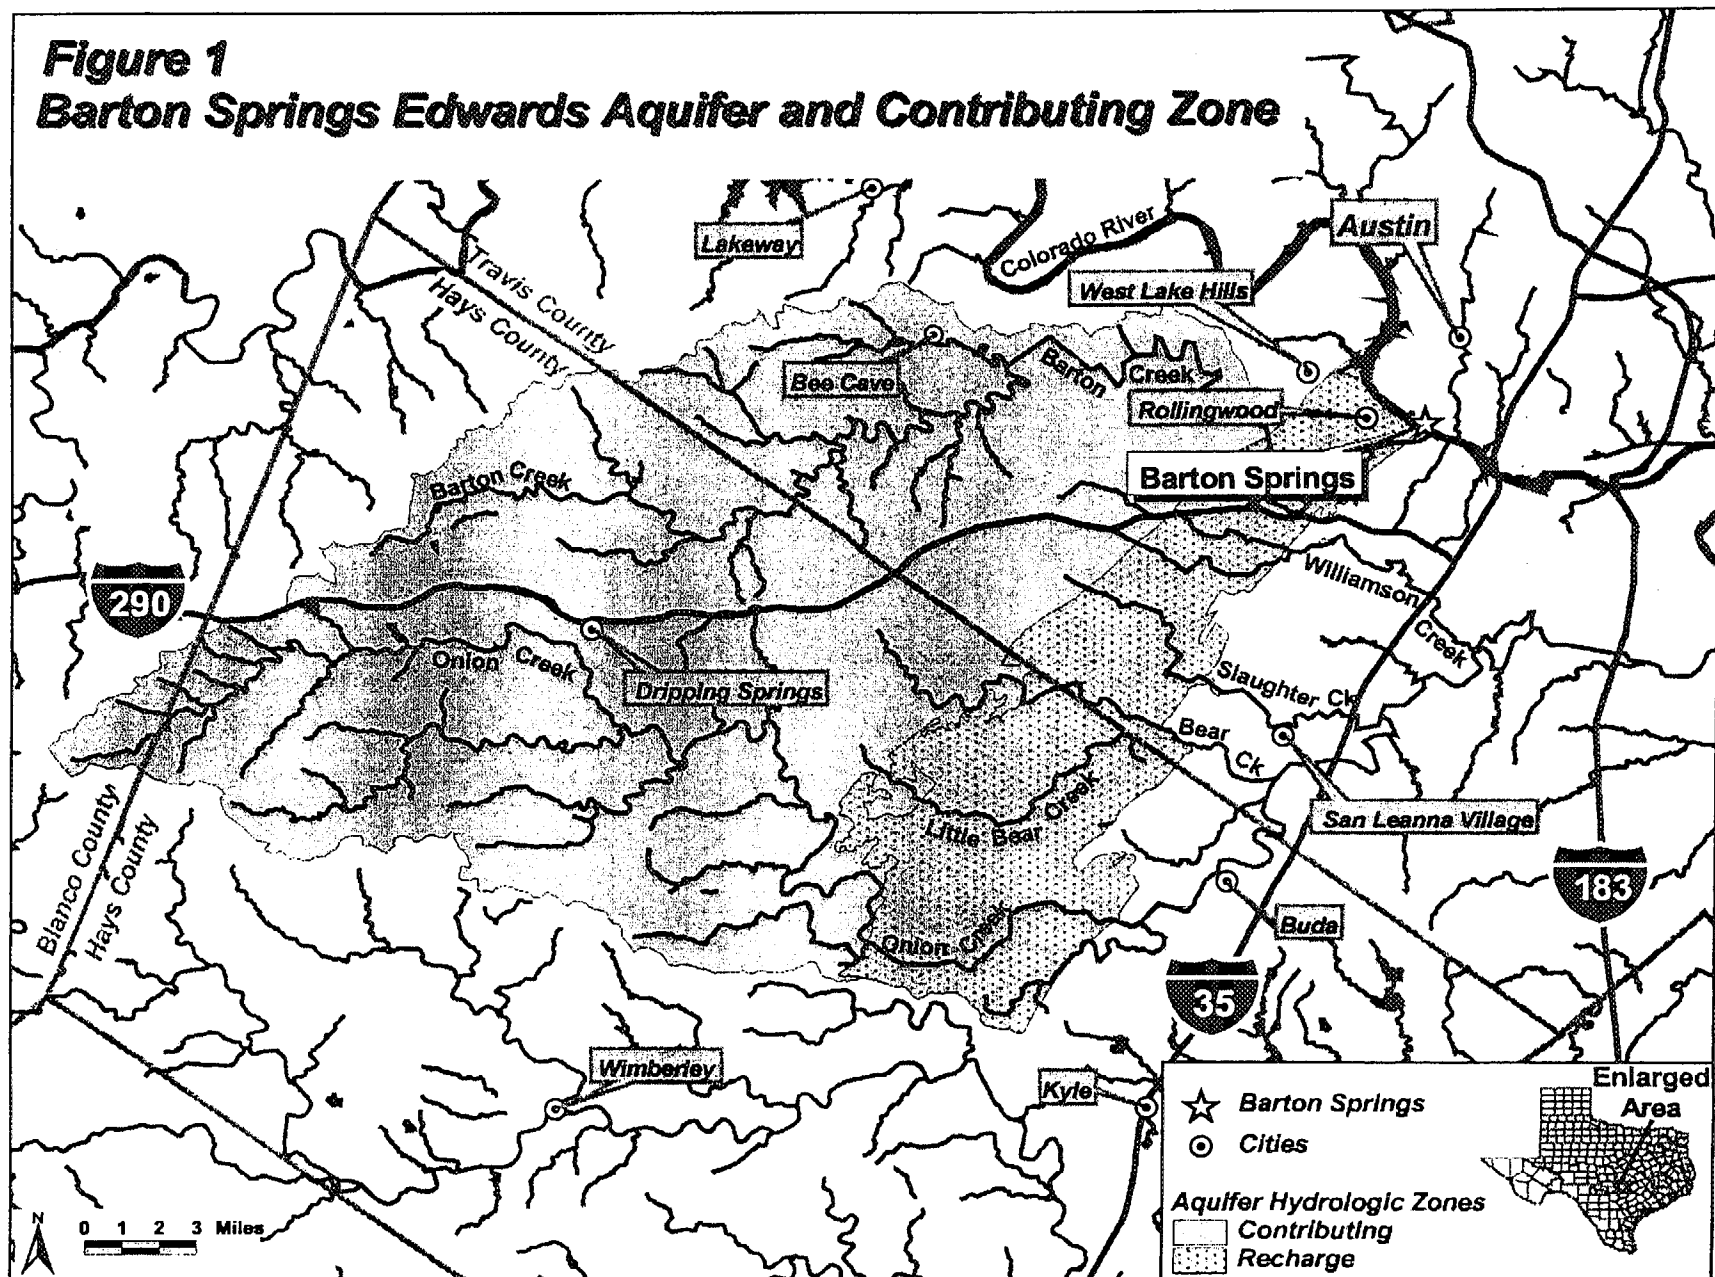 Figure 1
Barton Springs Edwards Aquifer and Contributing Zone
Lakeway
Colorado River
Austin
West Lake Hills
Travis County
Hays County
Bee Cave
Barton Creek
Rollingwood
Barton Springs
Barton Creek
290
Williamson Creek
Onion Creek
Dripping Springs
Slaughter Ck
Bear Ck
Little Bear Creek
San Leanna Village
Blanco County
Hays County
183
Onion Creek
Buda
35
Wimberley
Kyle
Enlarged
Area
Barton Springs
Cities
Aquifer Hydrologic Zones
Contributing
Recharge
N
0 1 2 3 Miles